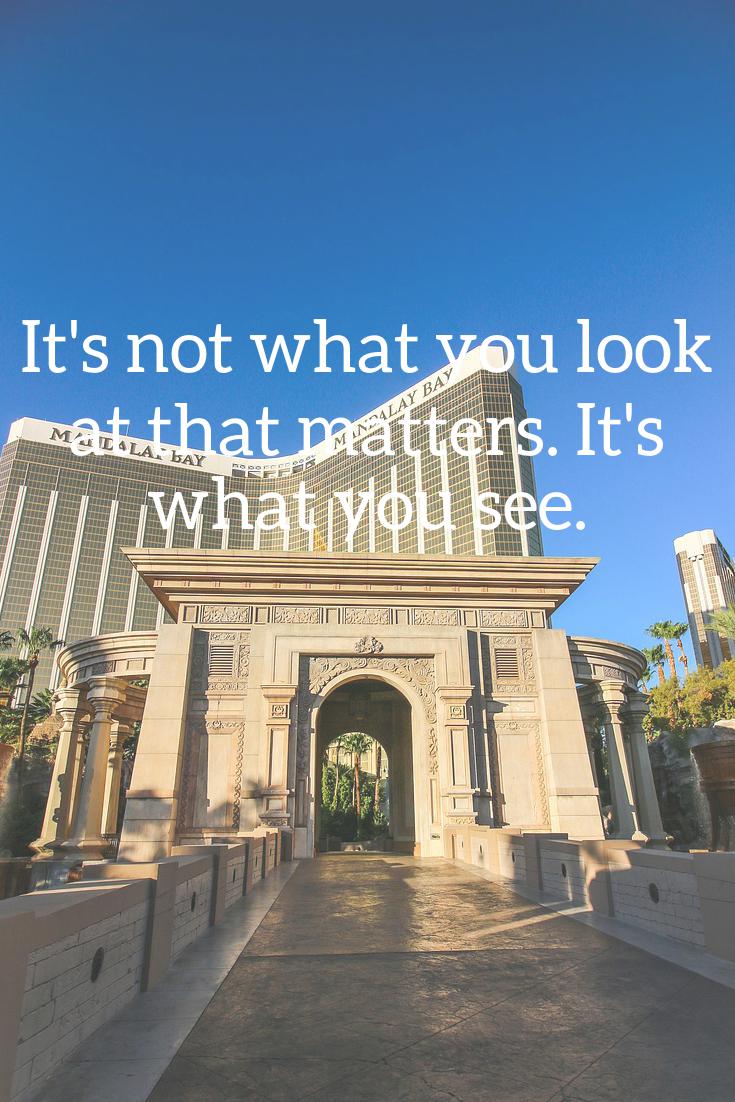 It's not what you look
MANDALAY BAY
at that matters. It's
MANDALAY BAY
what you see.